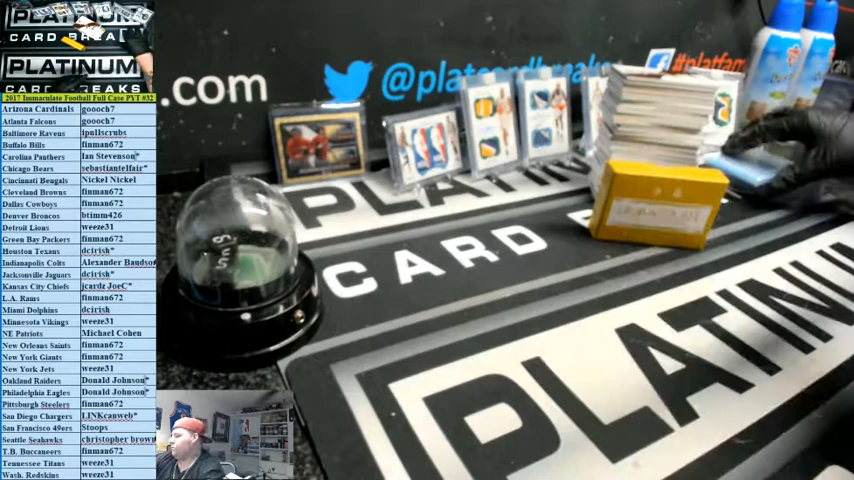 PLATINUM
CARD BREA
PLATINUM
CARD BREAKS
2017 Immaculate Football Full Case PYT #32
Arizona Cardinals goooch7
Atlanta Falcons goooch7
Baltimore Ravens ipullscrubs
Buffalo Bills finman672
Carolina Panthers Ian Stevenson*
Chicago Bears sebastiantelfair*
Cincinnati Bengals Nickel Nickel
Cleveland Browns finman672
Dallas Cowboys finman672
Denver Broncos btimm426
Detroit Lions weeze31
Green Bay Packers finman672
Houston Texans dcirish*
Indianapolis Colts Alexander Baudson
Jacksonville Jaguars dcirish*
Kansas City Chiefs jcardz JoeC*
L.A. Rams finman672
Miami Dolphins dcirish
Minnesota Vikings weeze31
NE Patriots Michael Cohen
New Orleans Saints finman672
New York Giants finman672
New York Jets weeze31
Oakland Raiders Donald Johnson*
Philadelphia Eagles Donald Johnson*
Pittsburgh Steelers finman672
San Diego Chargers LINKcanweb*
San Francisco 49ers Stoops
Seattle Seahawks christopher brown
T.B. Buccaneers finman672
Tennessee Titans weeze31
Wash. Redskins weeze31
.com
@platcardbreaks
#platfam
PLATINUM
CARD B
PLATINUM
PLATINU